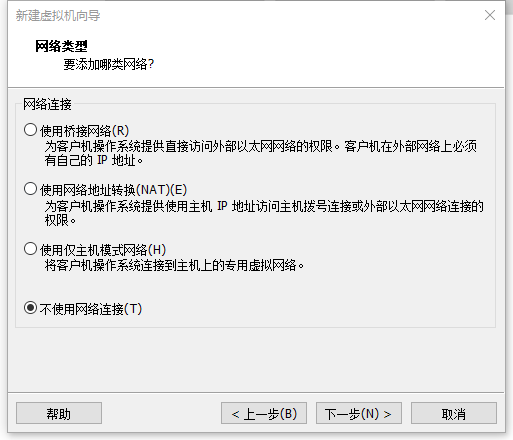 新建虚拟机向导
网络类型
要添加哪类网络?
网络连接
使用桥接网络(R)
为客户机操作系统提供直接访问外部以太网网络的权限。客户机在外部网络上必须
有自己的 IP 地址。
使用网络地址转换(NAT)(E)
为客户机操作系统提供使用主机 IP 地址访问主机拨号连接或外部以太网网络连接的
权限。
使用仅主机模式网络(H)
将客户机操作系统连接到主机上的专用虚拟网络。
不使用网络连接(T)
帮助
< 上一步(B)
下一步(N) >
取消